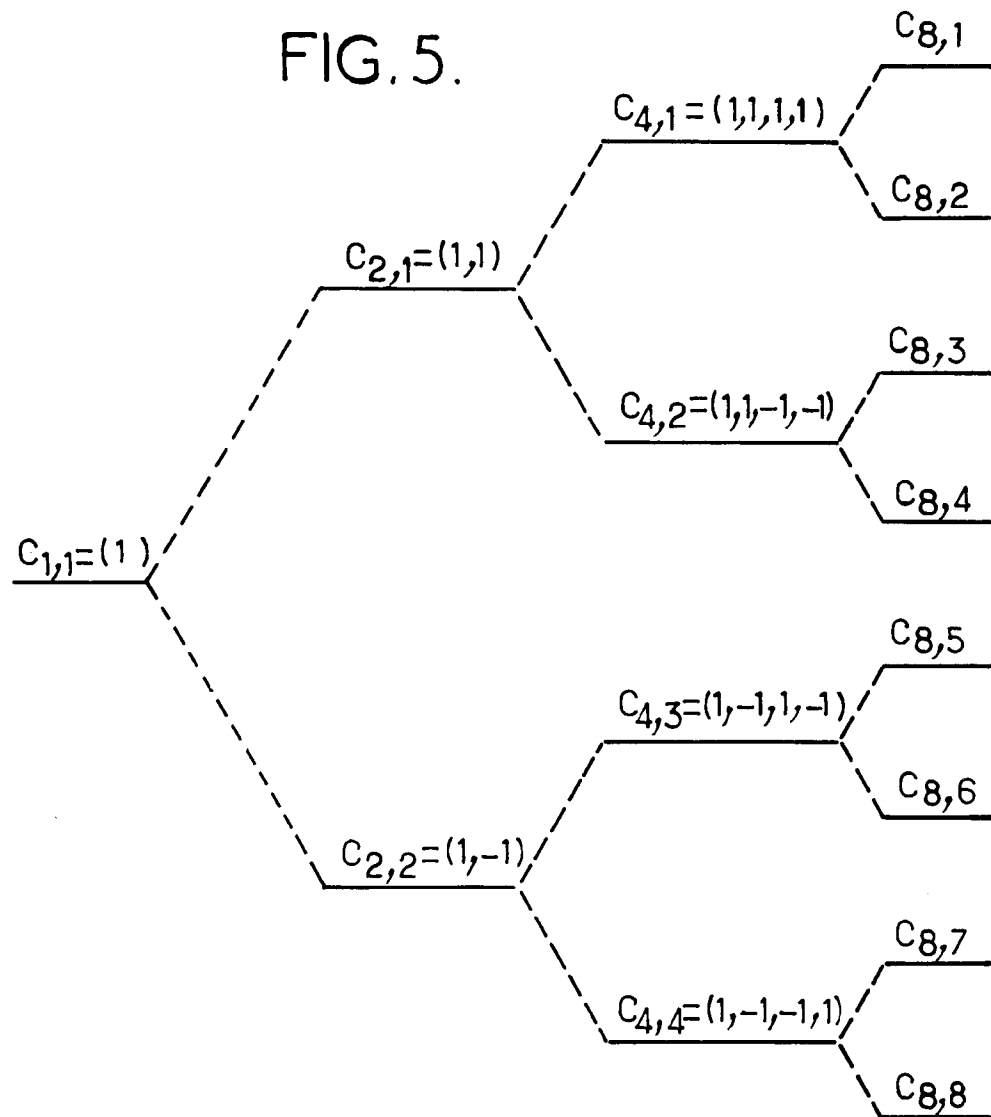 FIG. 5.
C8,1
C4,1=(1,1,1,1)
C8,2
C2,1=(1,1)
C8,3
C4,2=(1,1,-1,-1)
C8,4
C1,1=(1)
C8,5
C4,3=(1,-1,1,-1)
C8,6
C2,2=(1,-1)
C8,7
C4,4=(1,-1,-1,1)
C8,8